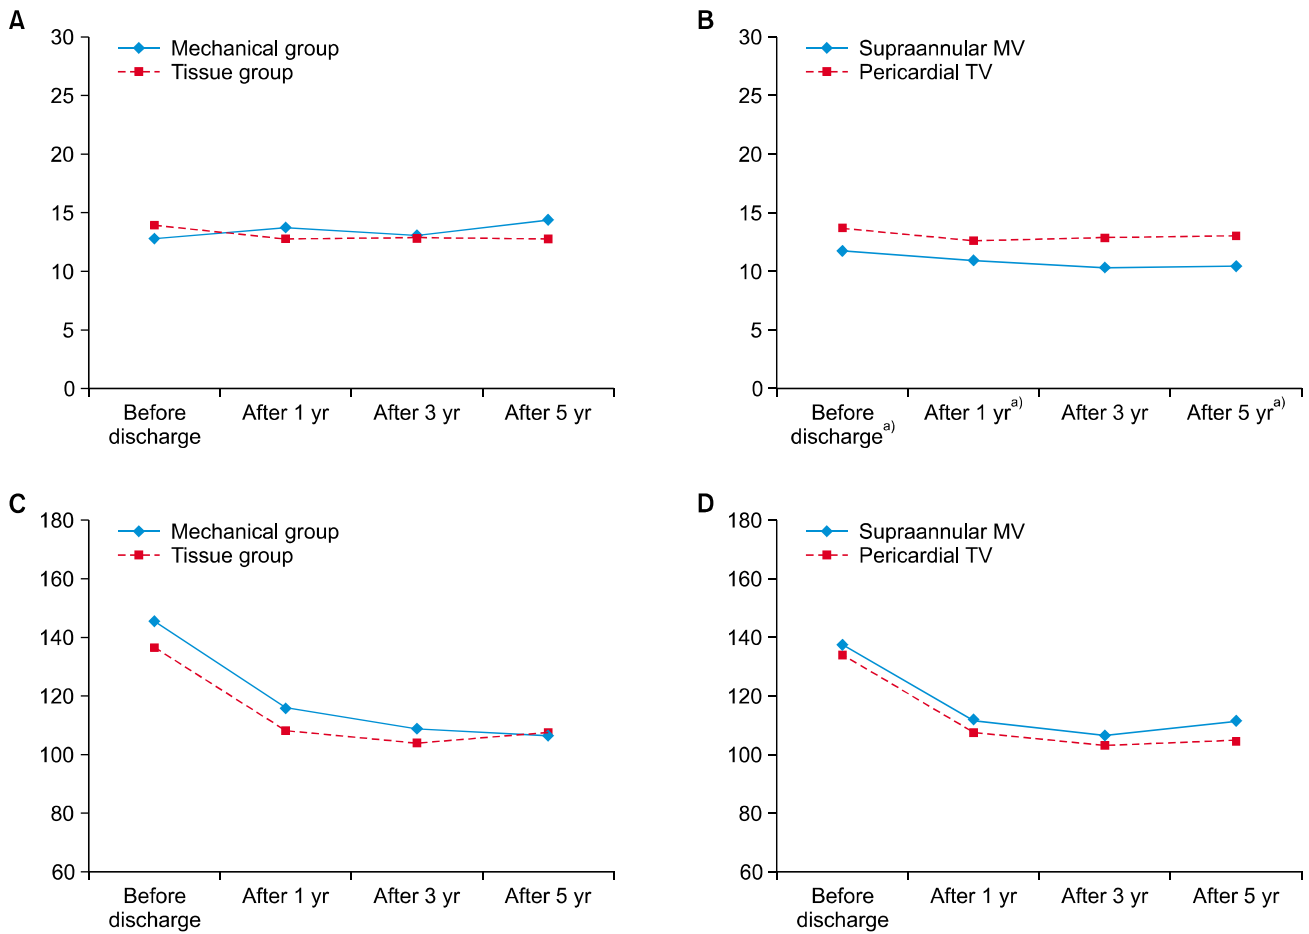 A
30
25
20
15
10
5
0
Mechanical group
Tissue group
Before
discharge
After 1 yr
After 3 yr
After 5 yr
B
30
25
20
15
10
5
0
Supraannular MV
Pericardial TV
Before
discharge a)
After 1 yr a)
After 3 yr
After 5 yr a)
C
180
160
140
120
100
80
60
Mechanical group
Tissue group
Before
discharge
After 1 yr
After 3 yr
After 5 yr
D
180
160
140
120
100
80
60
Supraannular MV
Pericardial TV
Before
discharge
After 1 yr
After 3 yr
After 5 yr